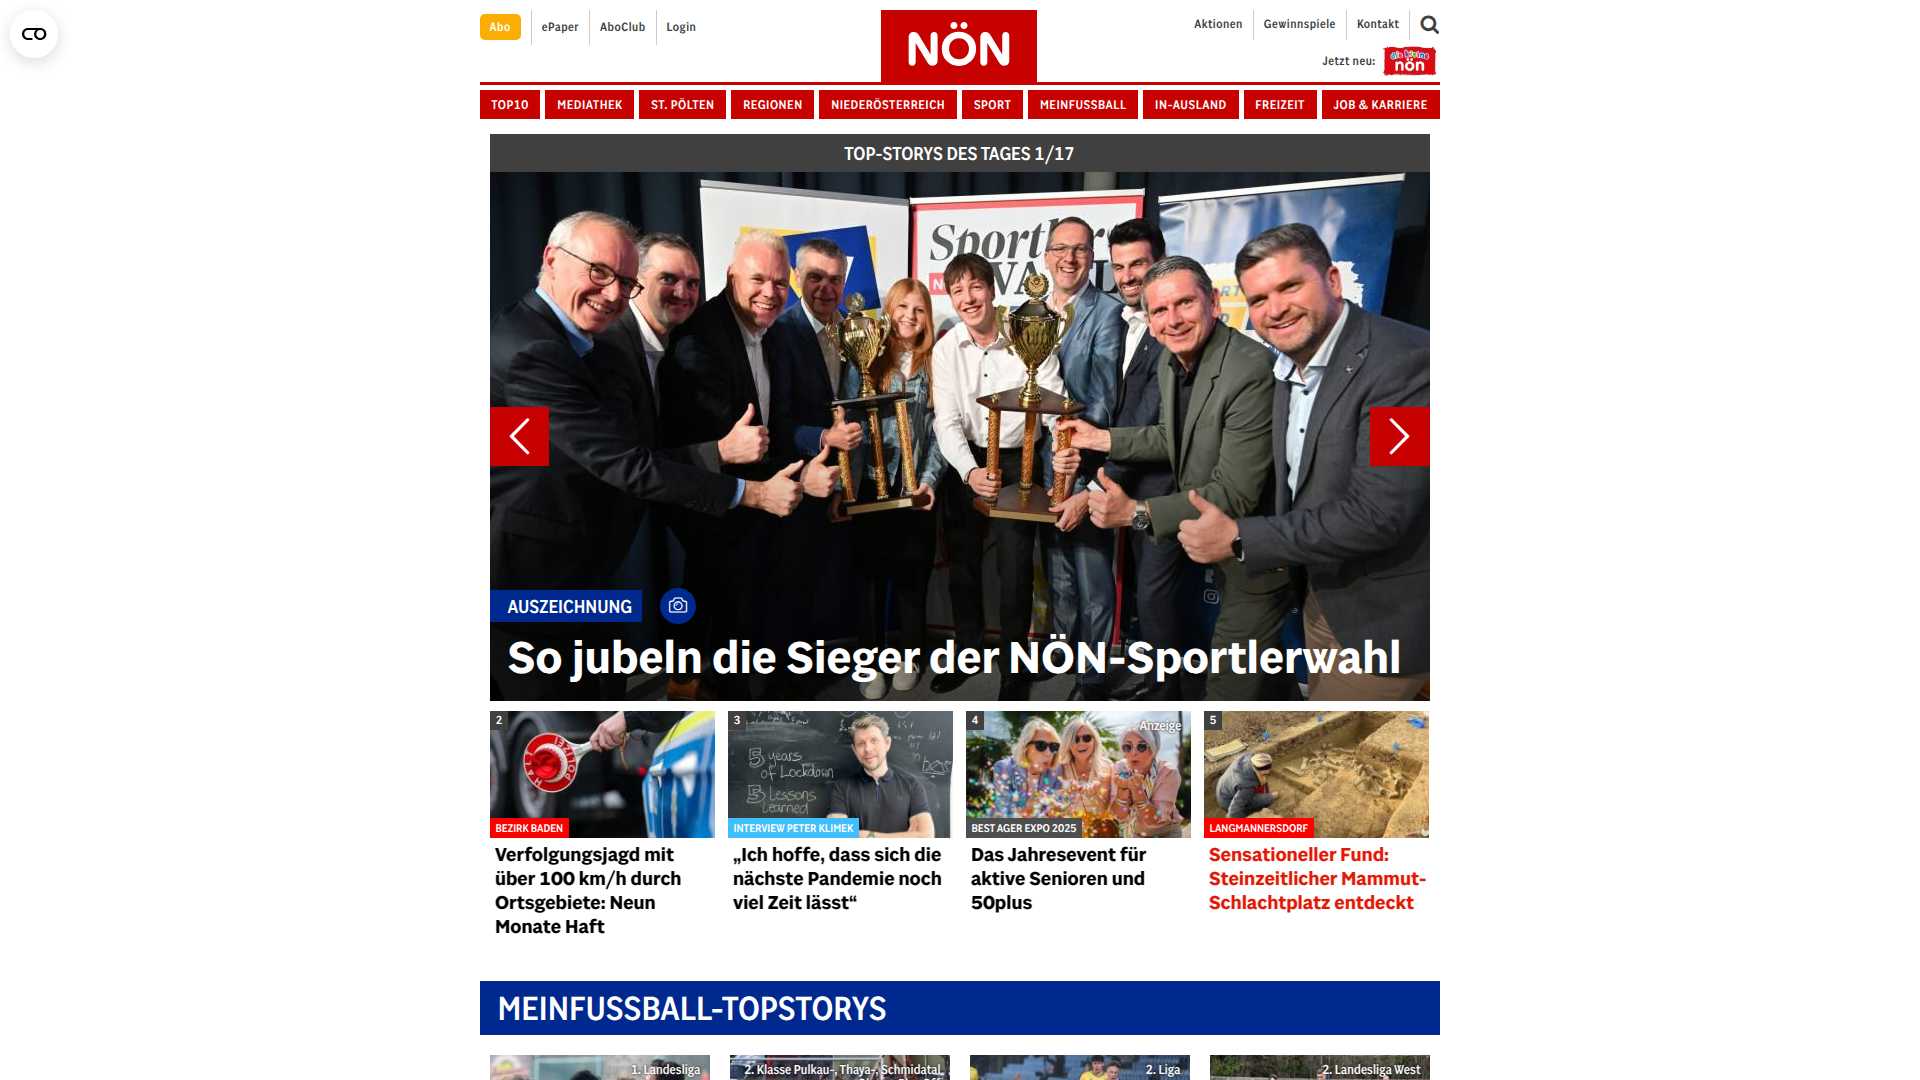 Abo
ePaper
AboClub
Login
NÖN
Aktionen
Gewinnspiele
Kontakt
Jetzt neu:
die kleine
nön
TOP10
MEDIATHEK
ST. PÖLTEN
REGIONEN
NIEDERÖSTERREICH
SPORT
MEINFUSSBALL
IN-AUSLAND
FREIZEIT
JOB & KARRIERE
TOP-STORYS DES TAGES 1/17
AUSZEICHNUNG
So jubeln die Sieger der NÖN-Sportlerwahl
2
POLIZEI
HALT
BEZIRK BADEN
Verfolgungsjagd mit
über 100 km/h durch
Ortsgebiete: Neun
Monate Haft
3
5 years
of Lockdown
5 Lessons
learned
INTERVIEW PETER KLIMEK
„Ich hoffe, dass sich die
nächste Pandemie noch
viel Zeit lässt“
4
Anzeige
BEST AGER EXPO 2025
Das Jahresevent für
aktive Senioren und
50plus
5
LANGMANNERSDORF
Sensationeller Fund:
Steinzeitlicher Mammut-
Schlachtplatz entdeckt
MEINFUSSBALL-TOPSTORYS
1. Landesliga
2. Klasse Pulkau-, Thaya-, Schmidatal,
2. Liga
2. Landesliga West